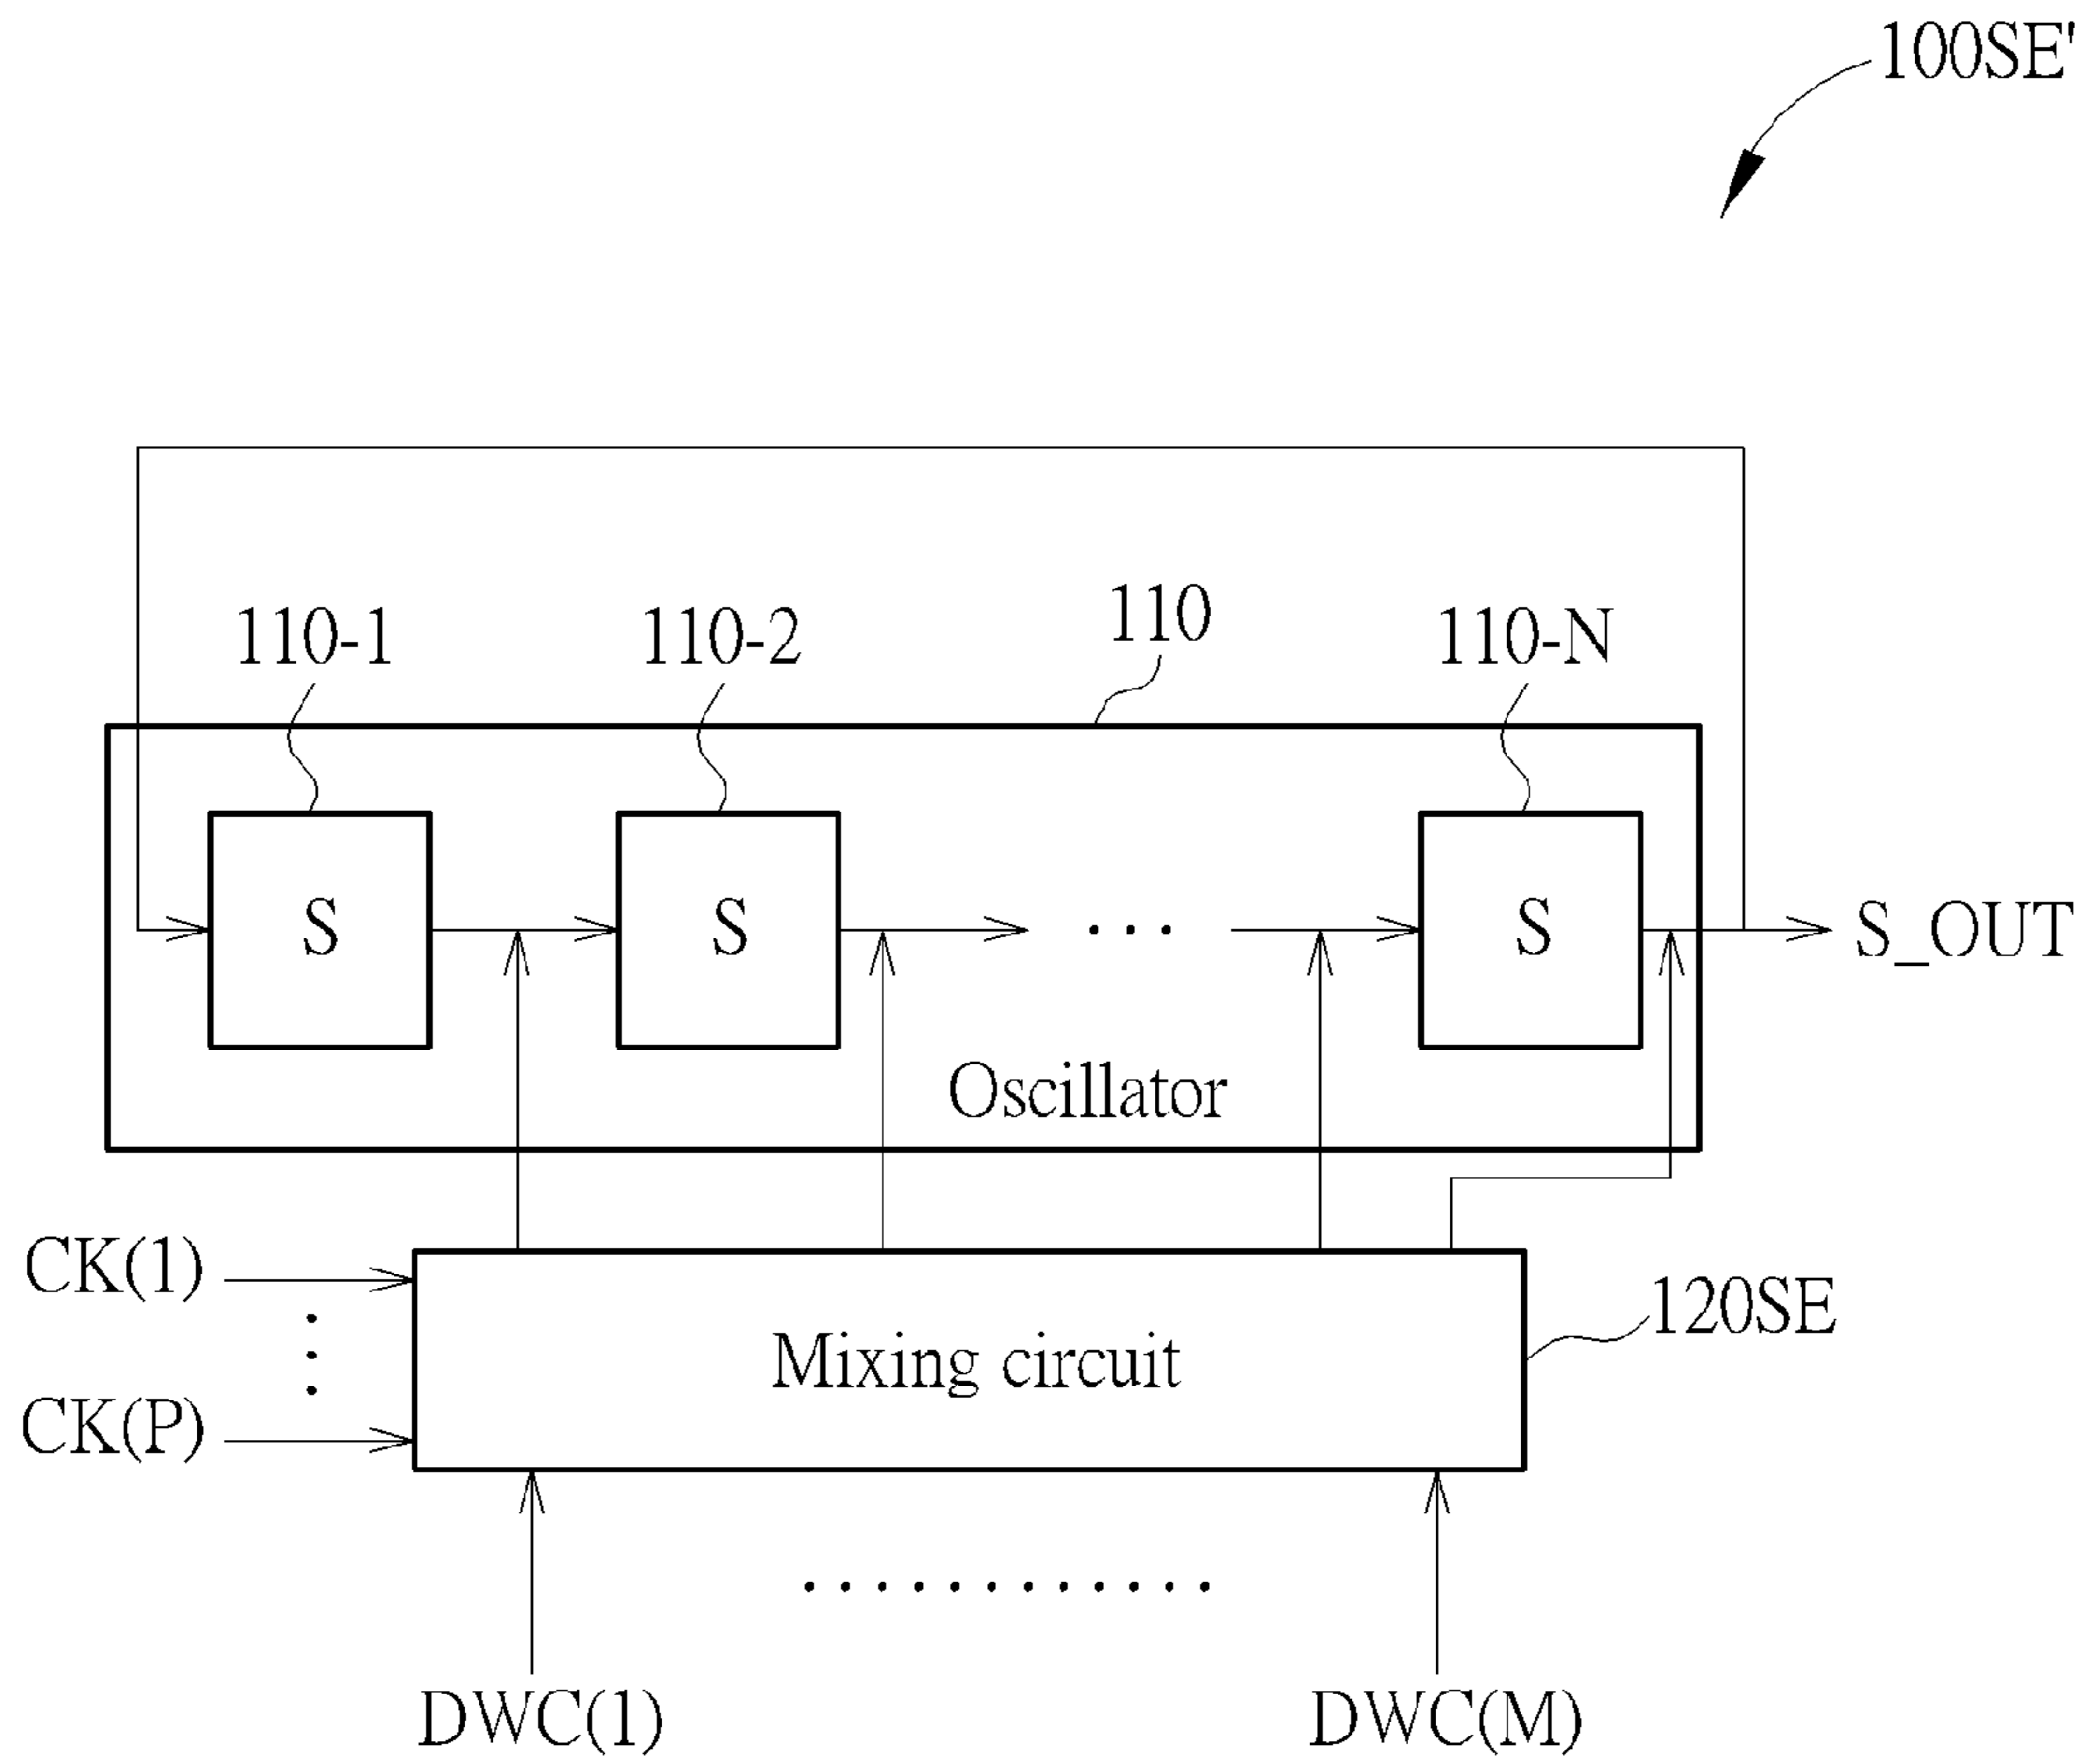 100SE'
110-1
110-2
110
110-N
S
S
...
S
S_OUT
Oscillator
CK(1)
CK(P)
Mixing circuit
120SE
DWC(1)
DWC(M)